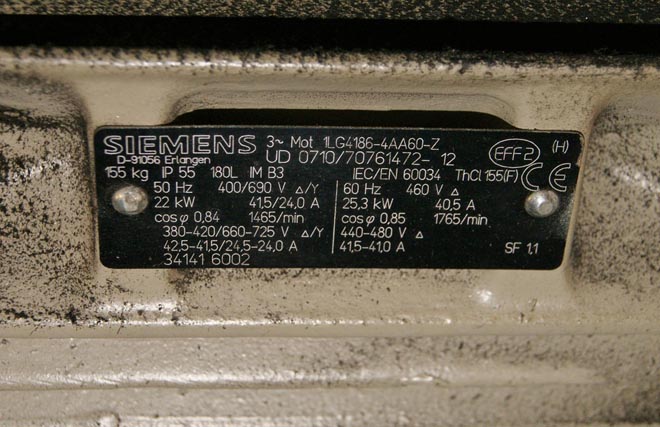 SIEMENS 3~ Mot 1LG4186-4AA60-Z EFF2 (H)
D-91056 Erlangen UD 0710/70761472-12 CE
155 kg IP 55 180L IM B3 IEC/EN 60034 ThCl.155(F)
50 Hz 400/690 V △/Y 60 Hz 460 V △
22 kW 41.5/24,0 A 25,3 kW 40,5 A
cosφ 0,84 1465/min cosφ 0,85 1765/min
380-420/660-725 V △/Y 440-480 V △
42,5-41,5/24,5-24,0 A 41,5-41,0 A SF 1.1
34141 6002